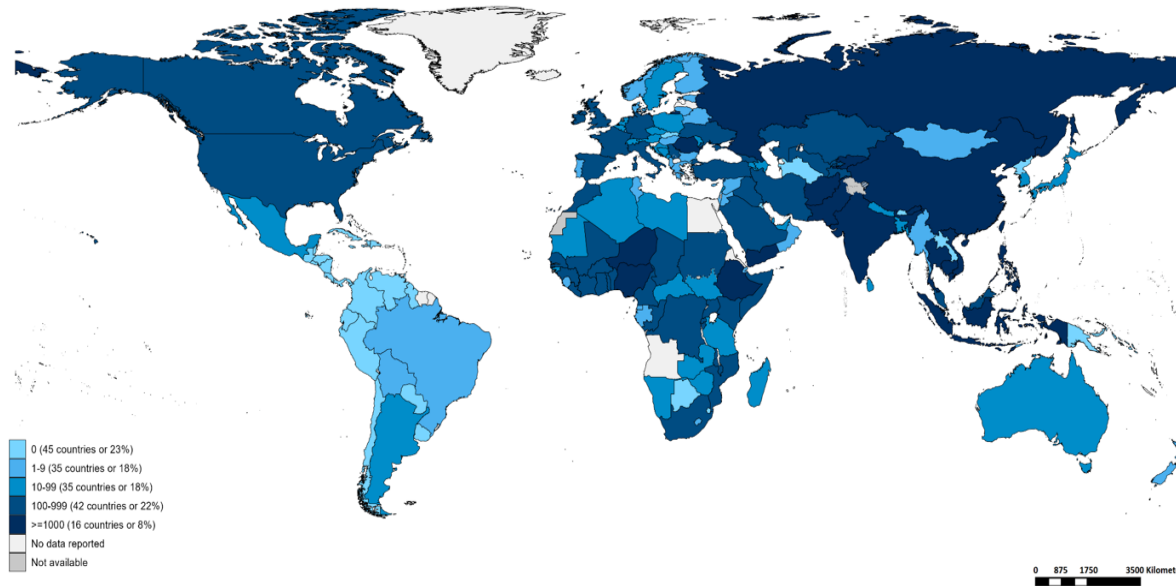 0 (45 countries or 23%)
1-9 (35 countries or 18%)
10-99 (35 countries or 18%)
100-999 (42 countries or 22%)
>=1000 (16 countries or 8%)
No data reported
Not available
0 875 1750 3500 Kilomet